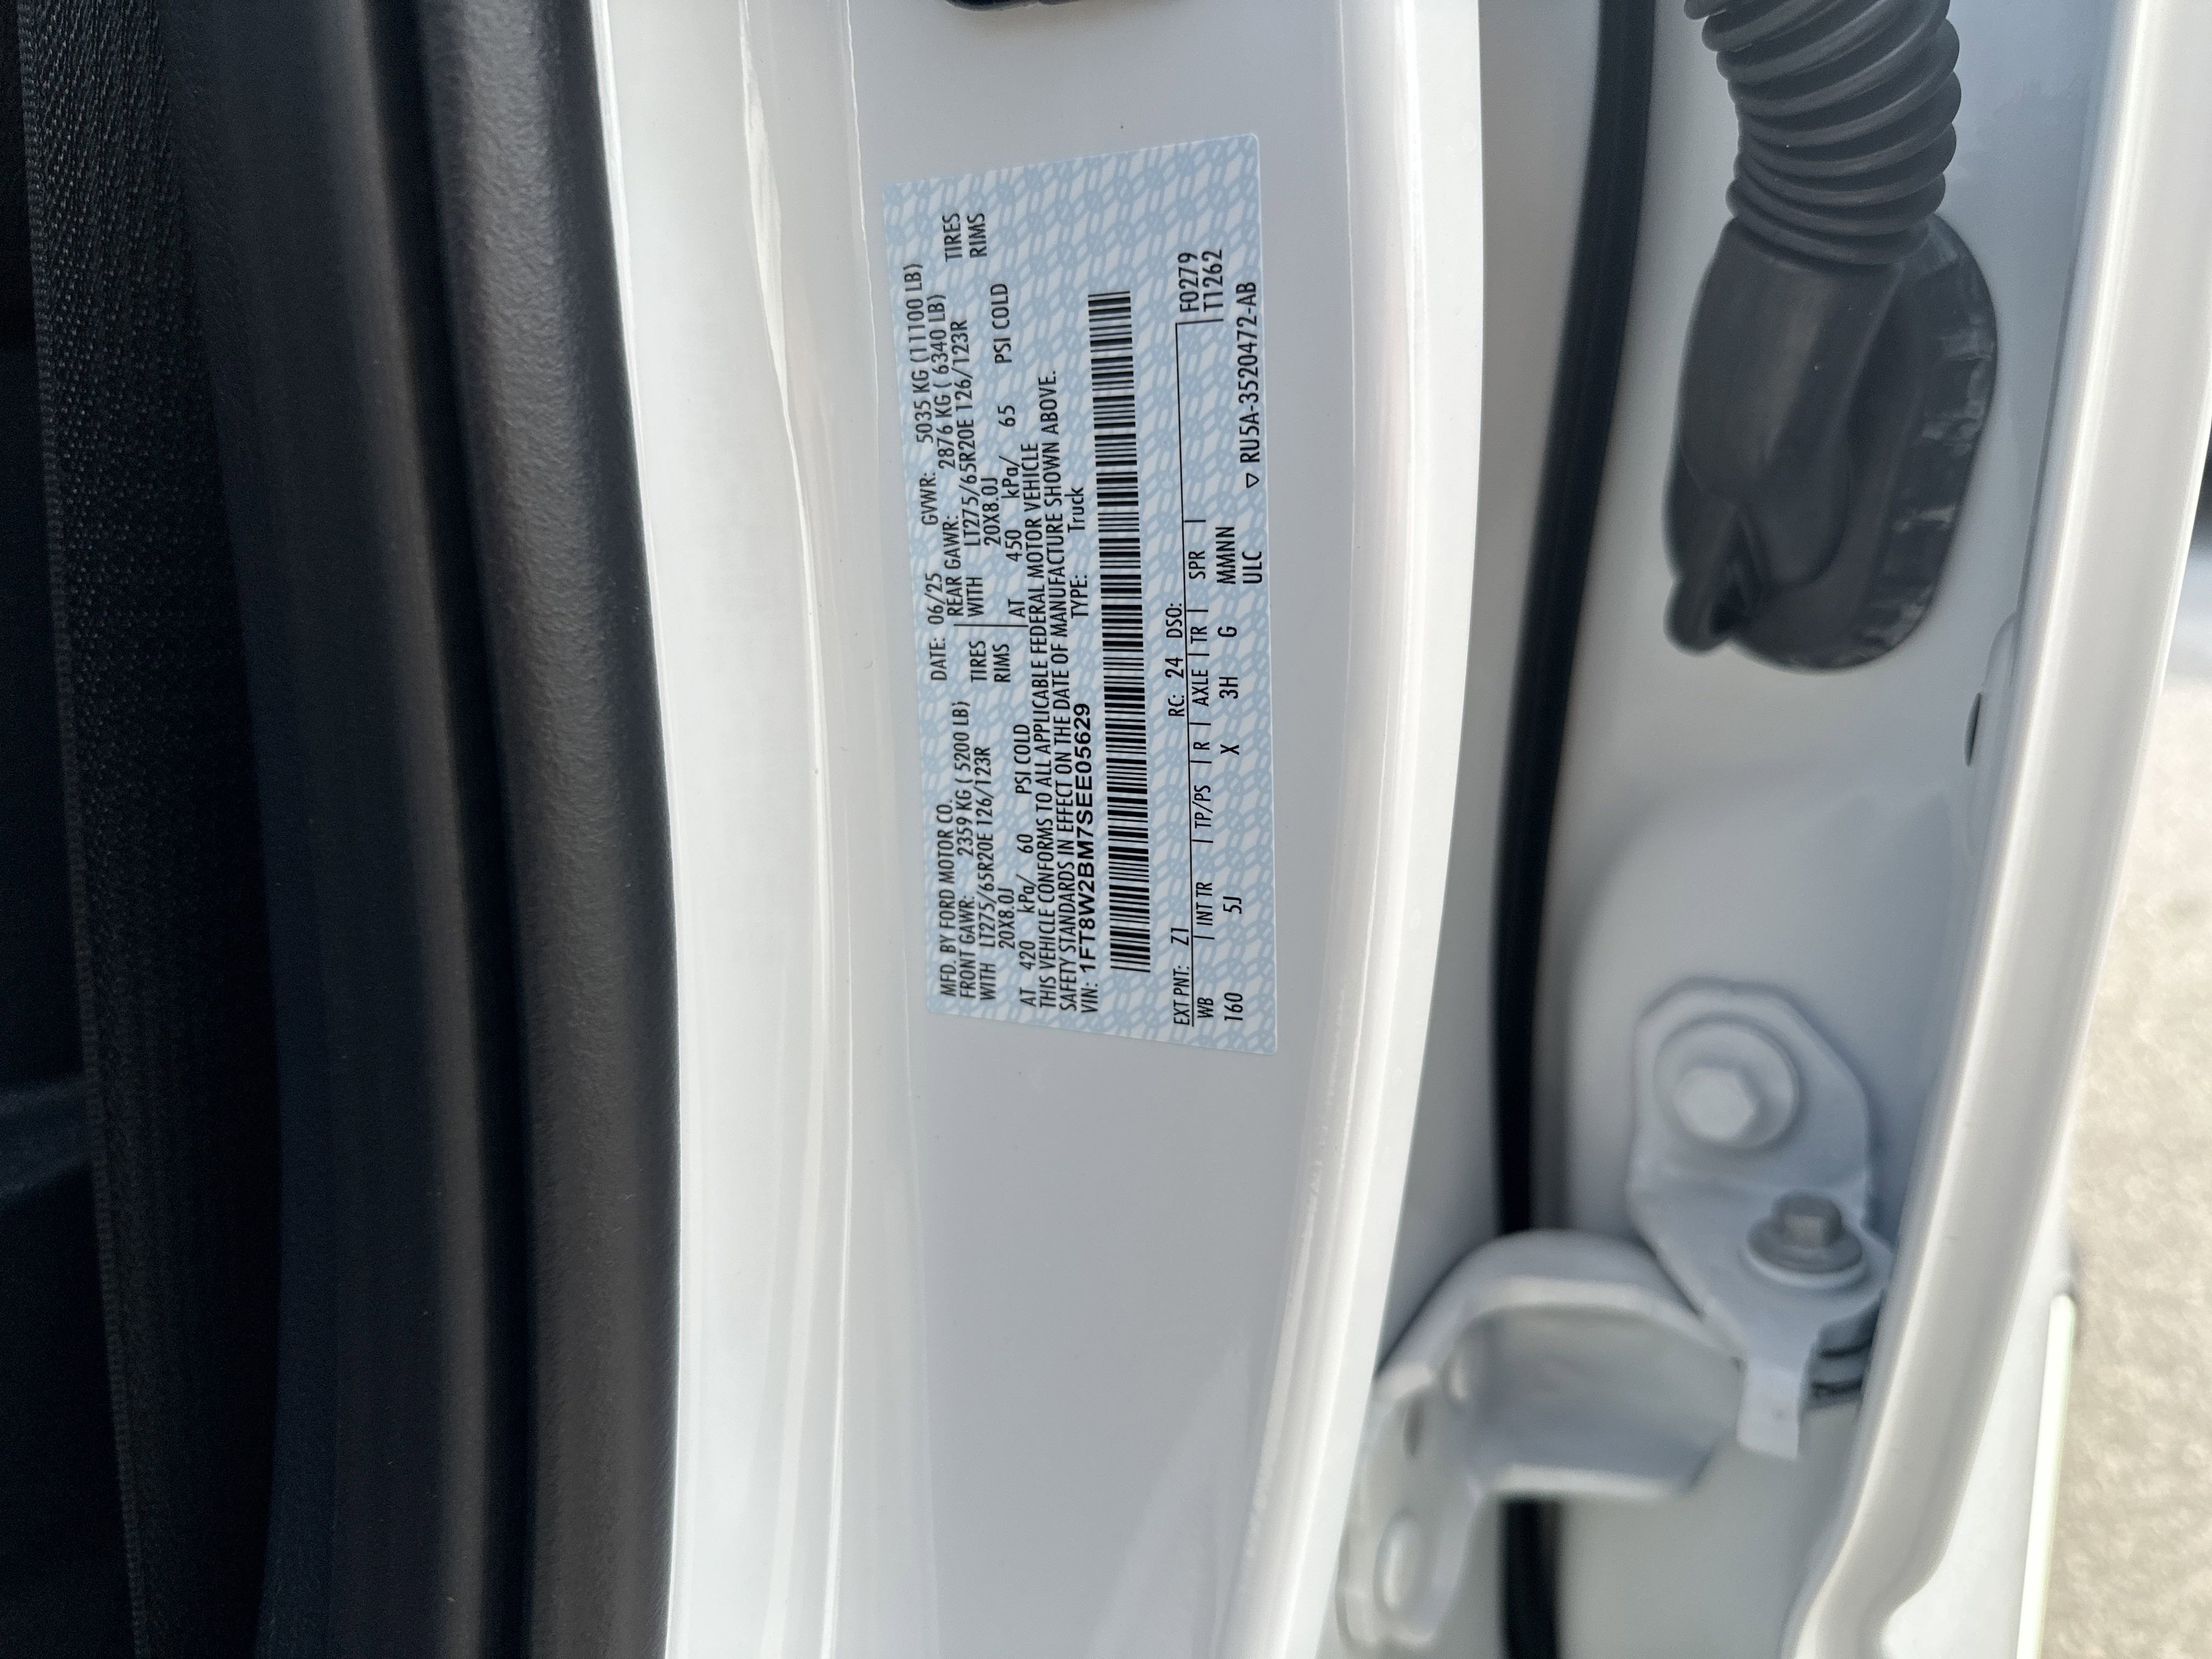 MFD. BY FORD MOTOR CO. DATE: 06/25 GVWR: 5035 KG (11100 LB)
FRONT GAWR: 2359 KG ( 5200 LB) REAR GAWR: 2876 KG ( 6340 LB)
WITH LT275/65R20E 126/123R TIRES WITH LT275/65R20E 126/123R TIRES
20X8.0J RIMS 20X8.0J RIMS
AT 420 kPa/ 60 PSI COLD AT 450 kPa/ 65 PSI COLD
THIS VEHICLE CONFORMS TO ALL APPLICABLE FEDERAL MOTOR VEHICLE
SAFETY STANDARDS IN EFFECT ON THE DATE OF MANUFACTURE SHOWN ABOVE.
VIN: 1FT8W2BM7SEE05629 TYPE: Truck
EXT PNT: Z1 RC: 24 DSO: F0279
WB | INT TR | TP/PS | R | AXLE | TR | SPR | T1262
160 5J X 3H G MMNN
ULC ▽ RU5A-3520472-AB